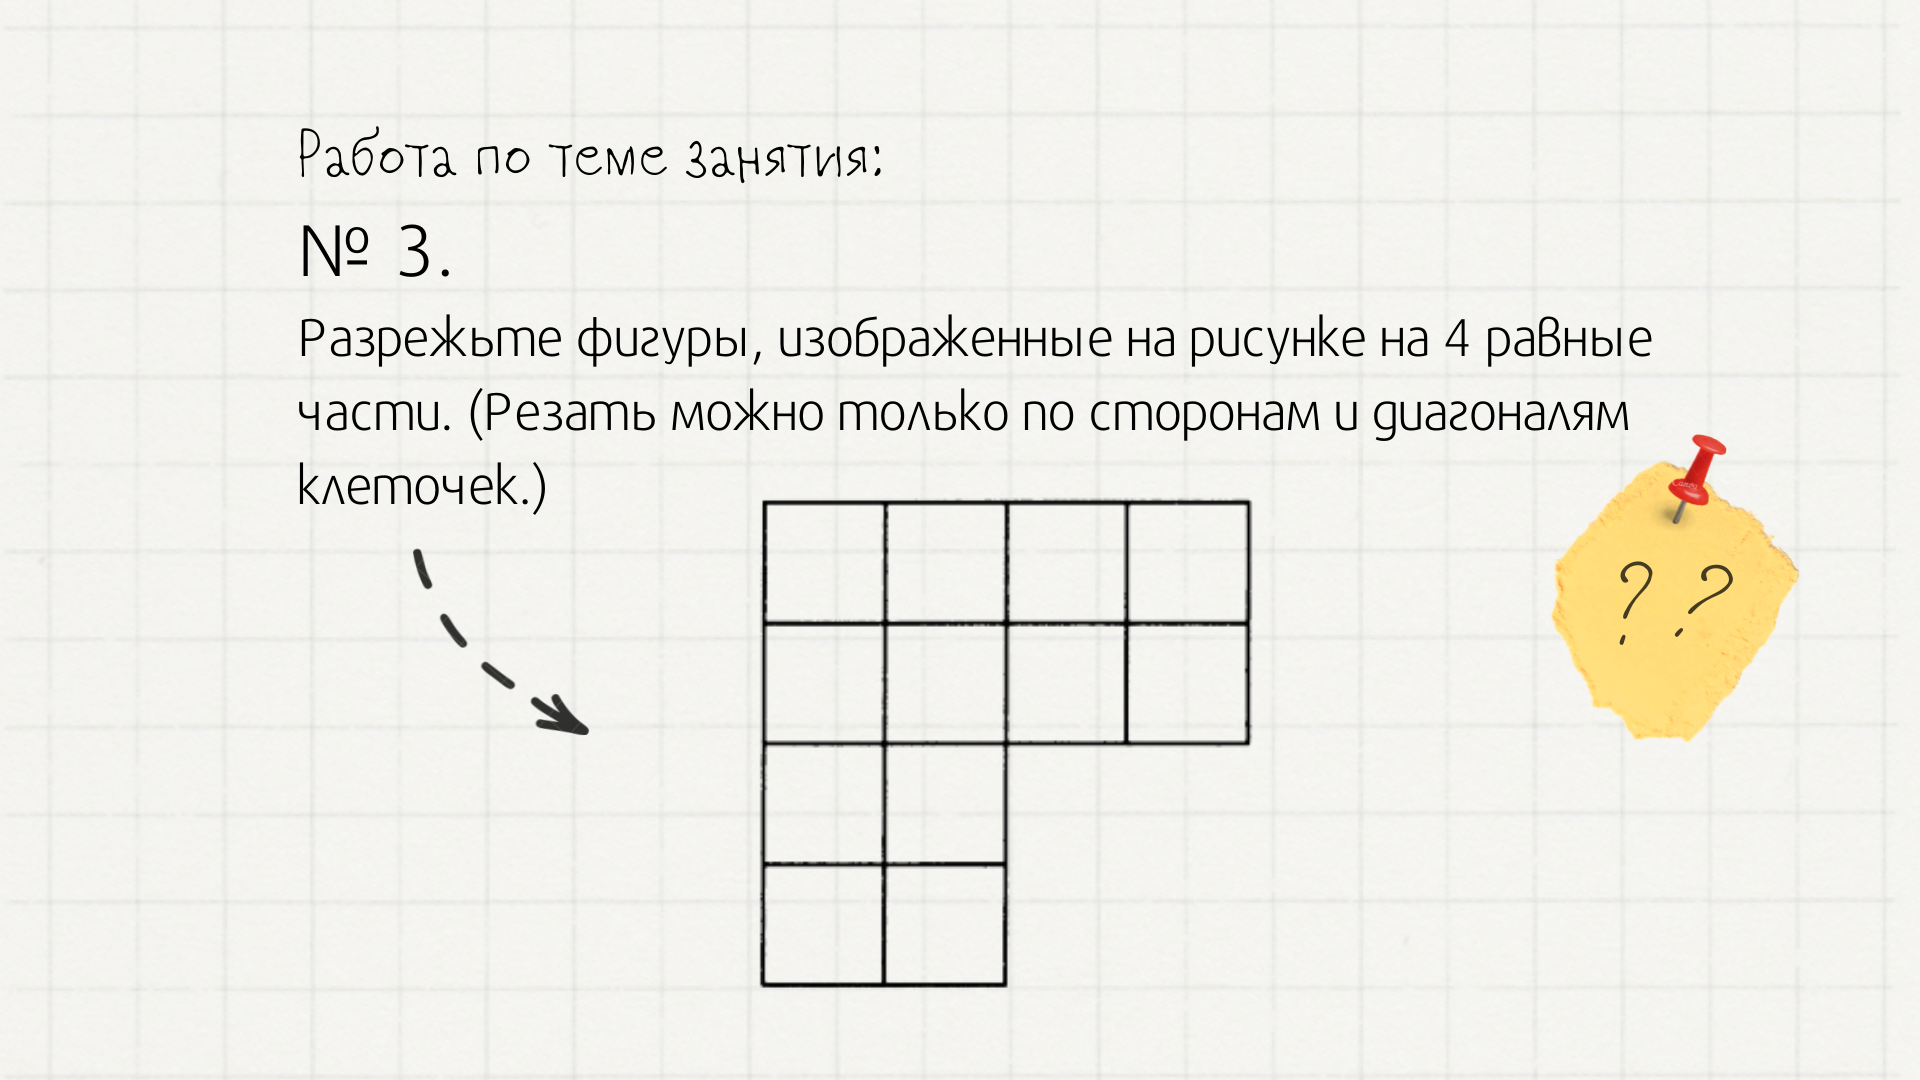 Работа по теме занятия:
№ 3.
Разрежьте фигуры, изображенные на рисунке на 4 равные
части. (Резать можно только по сторонам и диагоналям
клеточек.)
Canva
? ?